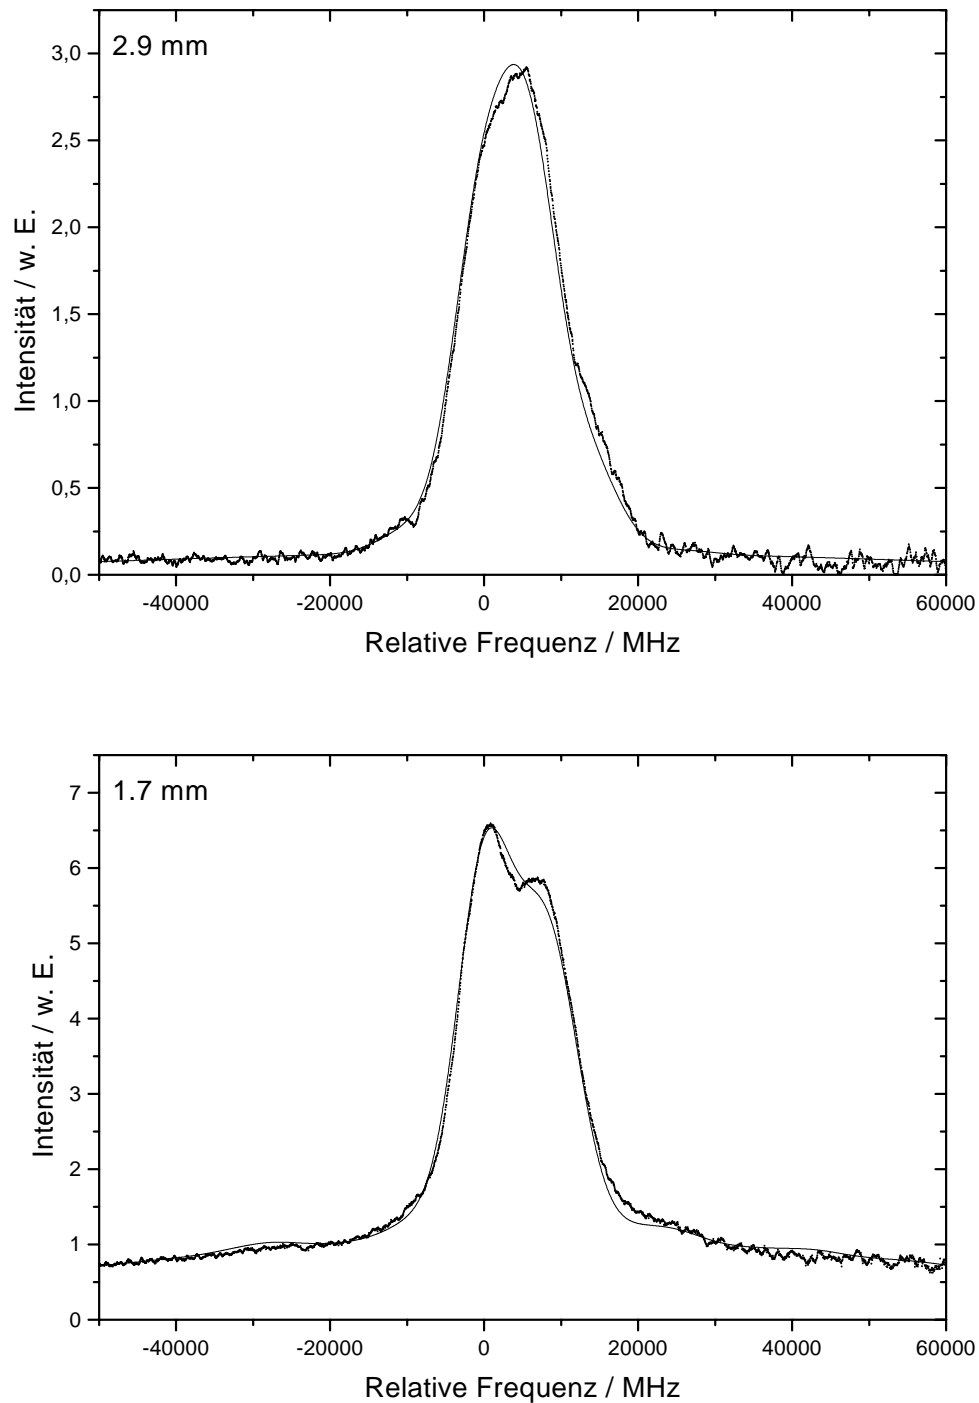 2.9 mm
3,0
2,5
2,0
1,5
1,0
0,5
0,0
Intensität / w. E.
-40000 -20000 0 20000 40000 60000
Relative Frequenz / MHz
1.7 mm
7
6
5
4
3
2
1
0
Intensität / w. E.
-40000 -20000 0 20000 40000 60000
Relative Frequenz / MHz